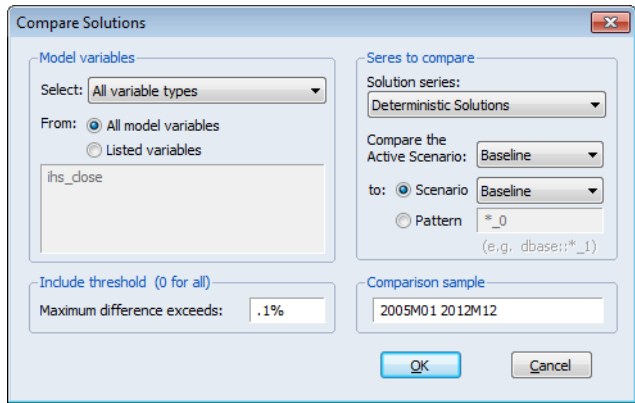 Compare Solutions
Model variables
Select: All variable types
From: All model variables
Listed variables
ihs_close
Include threshold (0 for all)
Maximum difference exceeds: .1%
Seres to compare
Solution series:
Deterministic Solutions
Compare the
Active Scenario: Baseline
to: Scenario Baseline
Pattern *_0
(e.g. dbase::*_1)
Comparison sample
2005M01 2012M12
OK Cancel